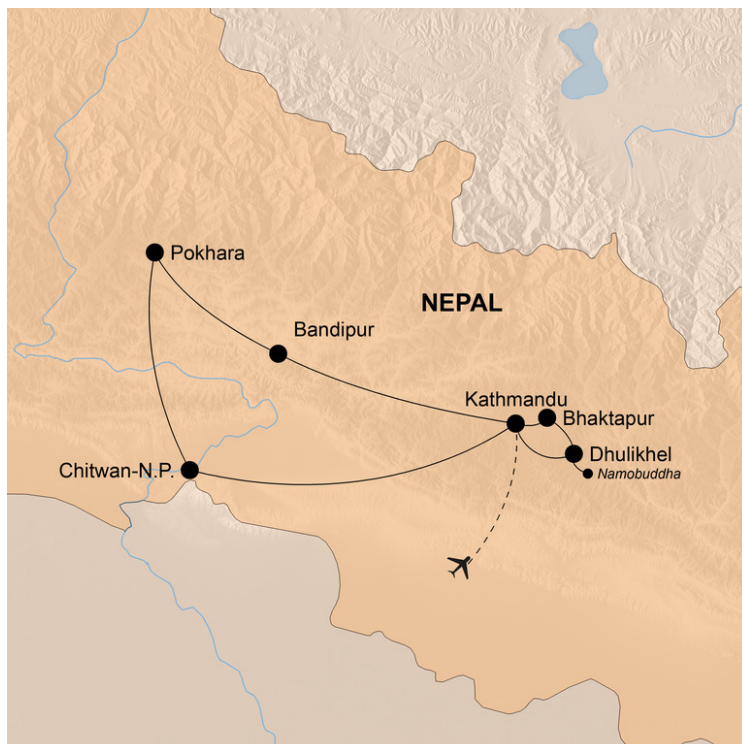 Pokhara
NEPAL
Bandipur
Kathmandu
Bhaktapur
Dhulikhel
Chitwan-N.P.
Namobuddha